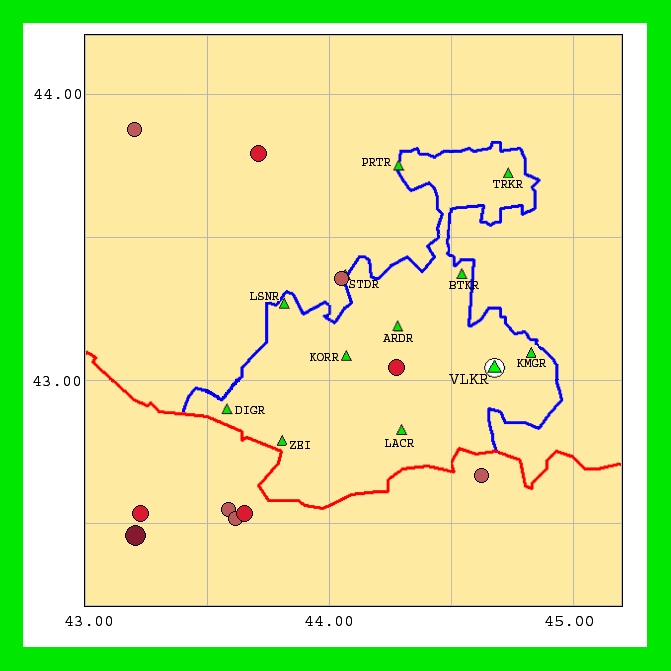 44.00
PRTR
TRKR
STDR
BTKR
LSNR
ARDR
KORR
KMGR
VLKR
43.00
DIGR
LACR
ZEI
43.00 44.00 45.00